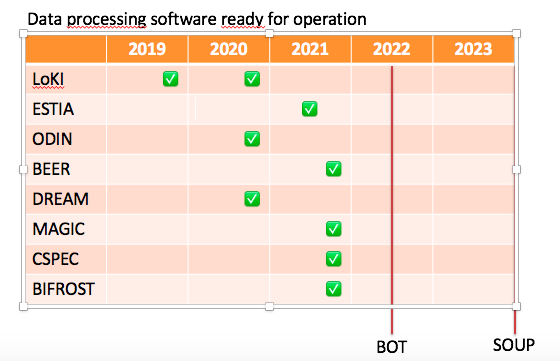 Data processing software ready for operation
2019 2020 2021 2022 2023
LoKI
ESTIA
ODIN
BEER
DREAM
MAGIC
CSPEC
BIFROST
BOT SOUP